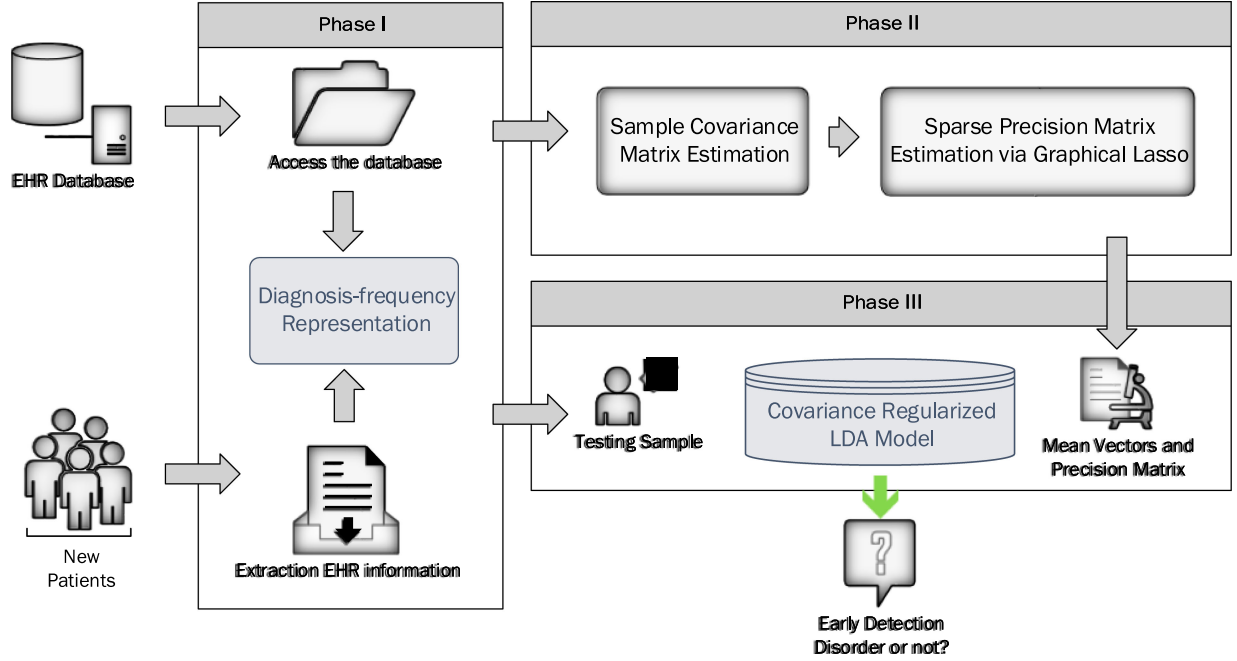 Phase I
Phase II
EHR Database
Access the database
Sample Covariance
Matrix Estimation
Sparse Precision Matrix
Estimation via Graphical Lasso
Diagnosis-frequency
Representation
New
Patients
Extraction EHR information
Phase III
Testing Sample
Covariance Regularized
LDA Model
Mean Vectors and
Precision Matrix
?
Early Detection
Disorder or not?